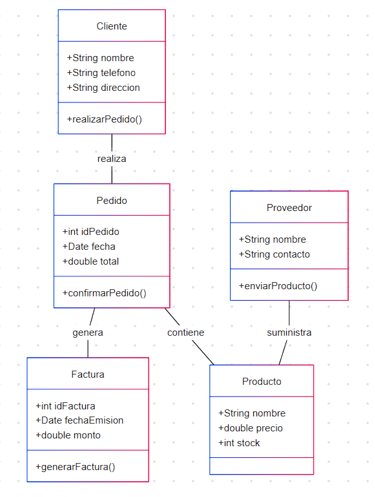 Cliente
+String nombre
+String telefono
+String direccion
+realizarPedido()
realiza
Pedido
+int idPedido
+Date fecha
+double total
+confirmarPedido()
Proveedor
+String nombre
+String contacto
+enviarProducto()
genera
contiene
suministra
Factura
+int idFactura
+Date fechaEmision
+double monto
+generarFactura()
Producto
+String nombre
+double precio
+int stock